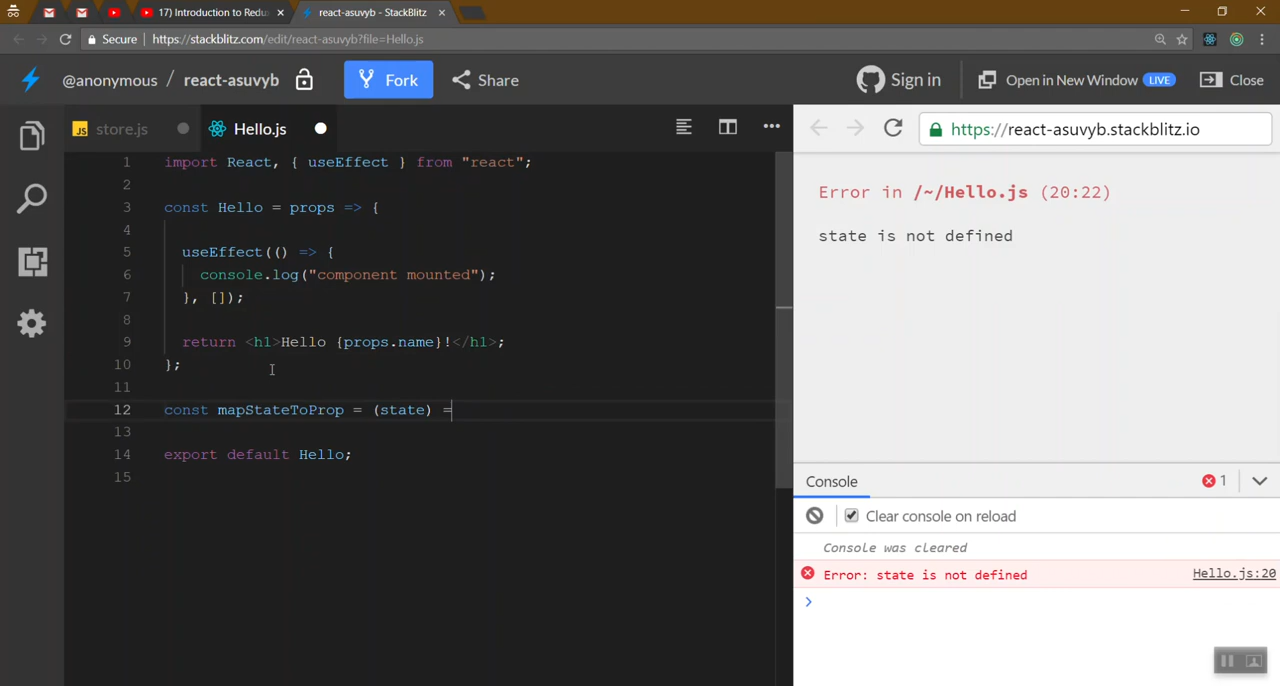 17) Introduction to Redu
react-asuvyb - StackBlitz
Secure
https://stackblitz.com/edit/react-asuvyb?file=Hello.js
@anonymous / react-asuvyb
Fork
Share
Sign in
Open in New Window
LIVE
Close
JS store.js
Hello.js
https://react-asuvyb.stackblitz.io
1 import React, { useEffect } from "react";
2
3 const Hello = props => {
4
5 useEffect(() => {
6 console.log("component mounted");
7 }, []);
8
9 return <h1>Hello {props.name}!</h1>;
10 };
11
12 const mapStateToProp = (state) =
13
14 export default Hello;
15
Error in /~/Hello.js (20:22)
state is not defined
Console
1
Clear console on reload
Console was cleared
Error: state is not defined
Hello.js:20